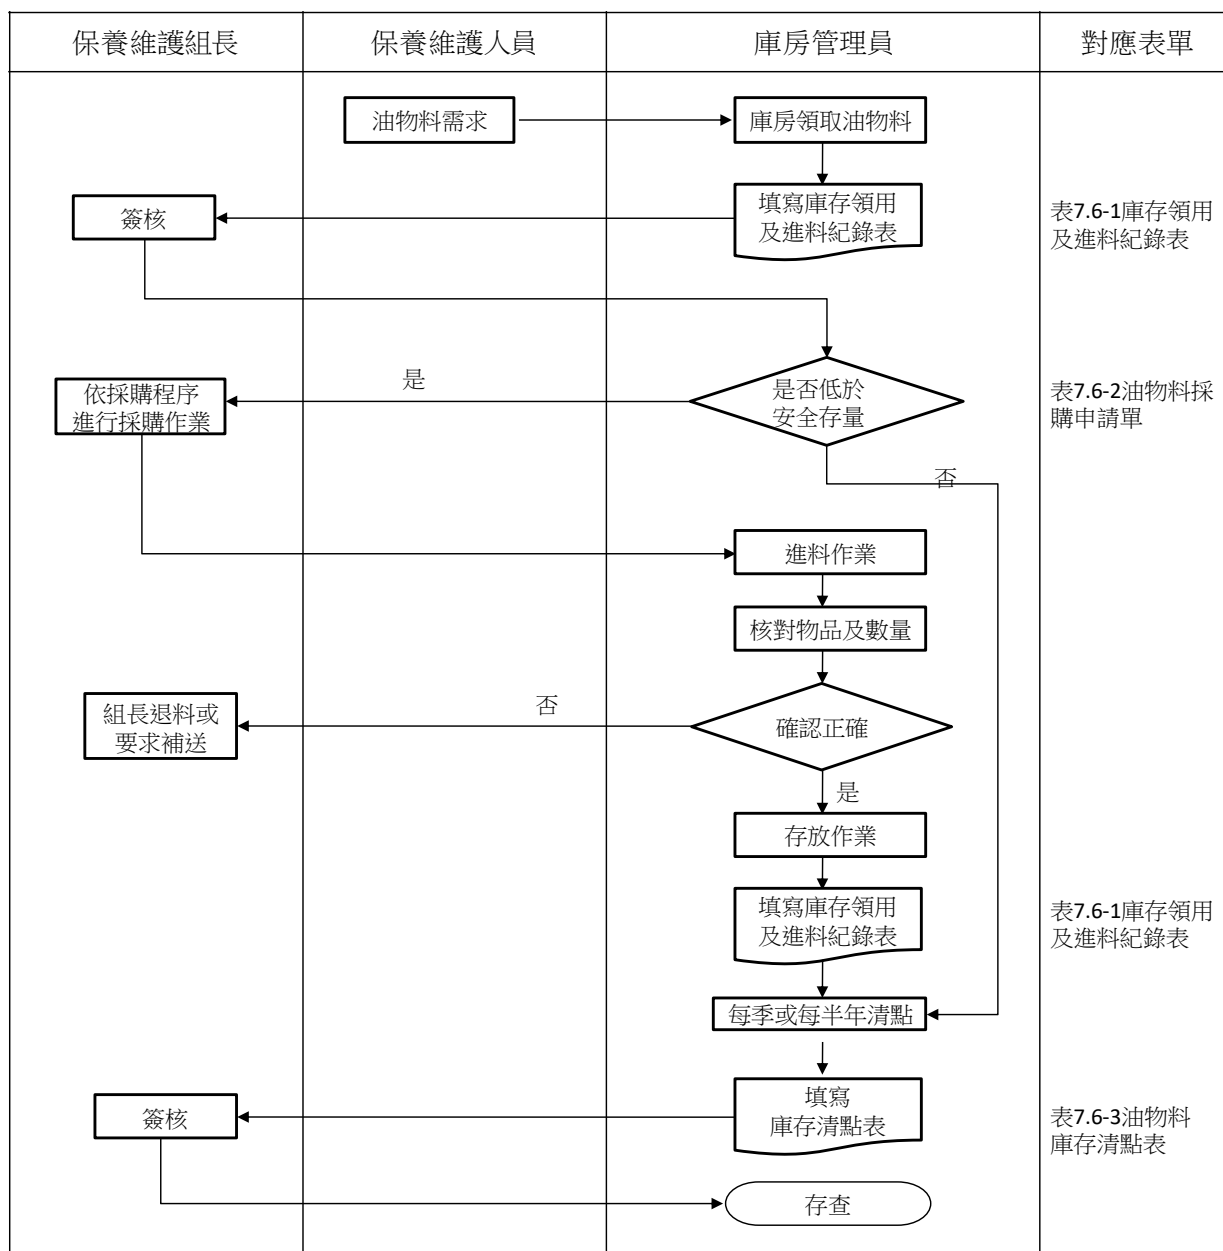 保養維護組長
保養維護人員
庫房管理員
對應表單
油物料需求
庫房領取油物料
簽核
填寫庫存領用
及進料紀錄表
表7.6-1庫存領用
及進料紀錄表
依採購程序
進行採購作業
是
是否低於
安全存量
表7.6-2油物料採
購申請單
否
進料作業
核對物品及數量
組長退料或
要求補送
否
確認正確
是
存放作業
填寫庫存領用
及進料紀錄表
表7.6-1庫存領用
及進料紀錄表
每季或每半年清點
簽核
填寫
庫存清點表
表7.6-3油物料
庫存清點表
存查